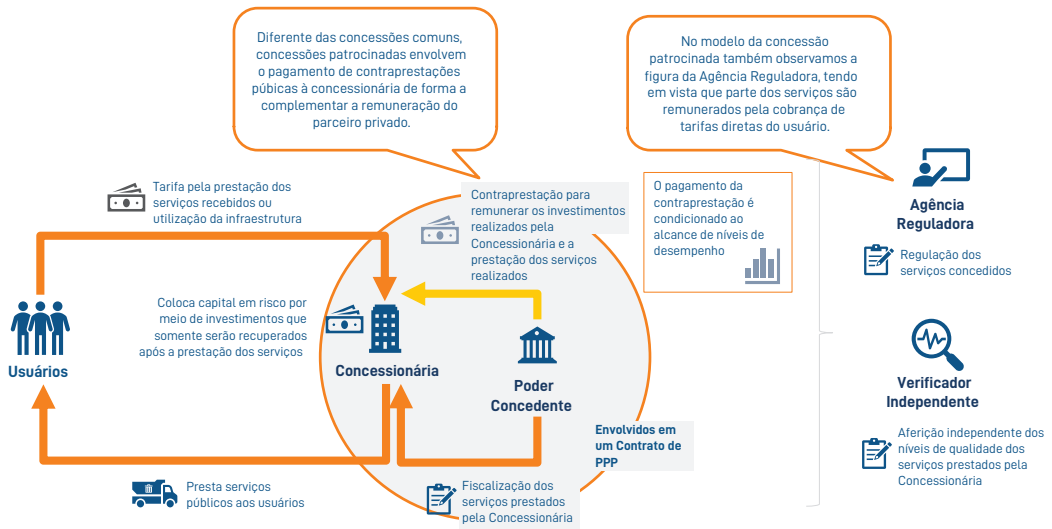 Diferente das concessões comuns,
concessões patrocinadas envolvem
o pagamento de contraprestações
púbicas à concessionária de forma a
complementar a remuneração do
parceiro privado.
No modelo da concessão
patrocinada também observamos a
figura da Agência Reguladora, tendo
em vista que parte dos serviços são
remunerados pela cobrança de
tarifas diretas do usuário.
Tarifa pela prestação dos
serviços recebidos ou
utilização da infraestrutura
Contraprestação para
remunerar os investimentos
realizados pela
Concessionária e a
prestação dos serviços
realizados
O pagamento da
contraprestação é
condicionado ao
alcance de níveis de
desempenho
Agência
Reguladora
Regulação dos
serviços concedidos
Coloca capital em risco por
meio de investimentos que
somente serão recuperados
após a prestação dos serviços
Usuários
Concessionária
Poder
Concedente
Verificador
Independente
Envolvidos em
um Contrato de
PPP
Aferição independente dos
níveis de qualidade dos
serviços prestados pela
Concessionária
Presta serviços
públicos aos usuários
Fiscalização dos
serviços prestados
pela Concessionária